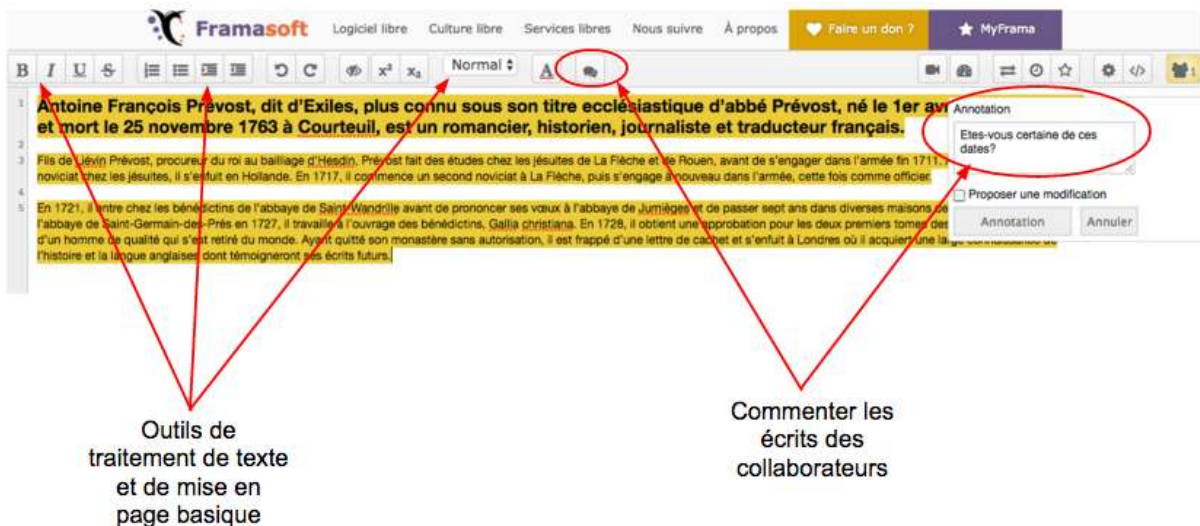 Framasoft Logiciel libre Culture libre Services libres Nous suivre À propos Faire un don ? MyFrama
B I U S x² x₂ Normal A </> 1
1 Antoine François Prévost, dit d'Exiles, plus connu sous son titre ecclésiastique d'abbé Prévost, né le 1er
et mort le 25 novembre 1763 à Courteuil, est un romancier, historien, journaliste et traducteur français.
2
3 Fils de Liévin Prévost, procureur du roi au bailliage d'Hesdin, Prévost fait des études chez les jésuites de La Flèche et de Rouen, avant de s'engager dans l'armée fin 1711.
noviciat chez les jésuites, il s'enfuit en Hollande. En 1717, il commence un second noviciat à La Flèche, puis s'engage à nouveau dans l'armée, cette fois comme officier.
4
5 En 1721, il entre chez les bénédictins de l'abbaye de Saint-Wandrille avant de prononcer ses vœux à l'abbaye de Jumièges et de passer sept ans dans diverses maisons de
l'abbaye de Saint-Germain-des-Prés en 1727, il travaille à l'ouvrage des bénédictins, Gallia christiana. En 1728, il obtient une approbation pour les deux premiers tomes des
d'un homme de qualité qui s'est retiré du monde. Ayant quitté son monastère sans autorisation, il est frappé d'une lettre de cachet et s'enfuit à Londres où il acquiert une large connaissance de
l'histoire et la langue anglaises dont témoigneront ses écrits futurs.
Annotation
Etes-vous certaine de ces
dates?
Proposer une modification
Annotation Annuler
Outils de
traitement de texte
et de mise en
page basique
Commenter les
écrits des
collaborateurs